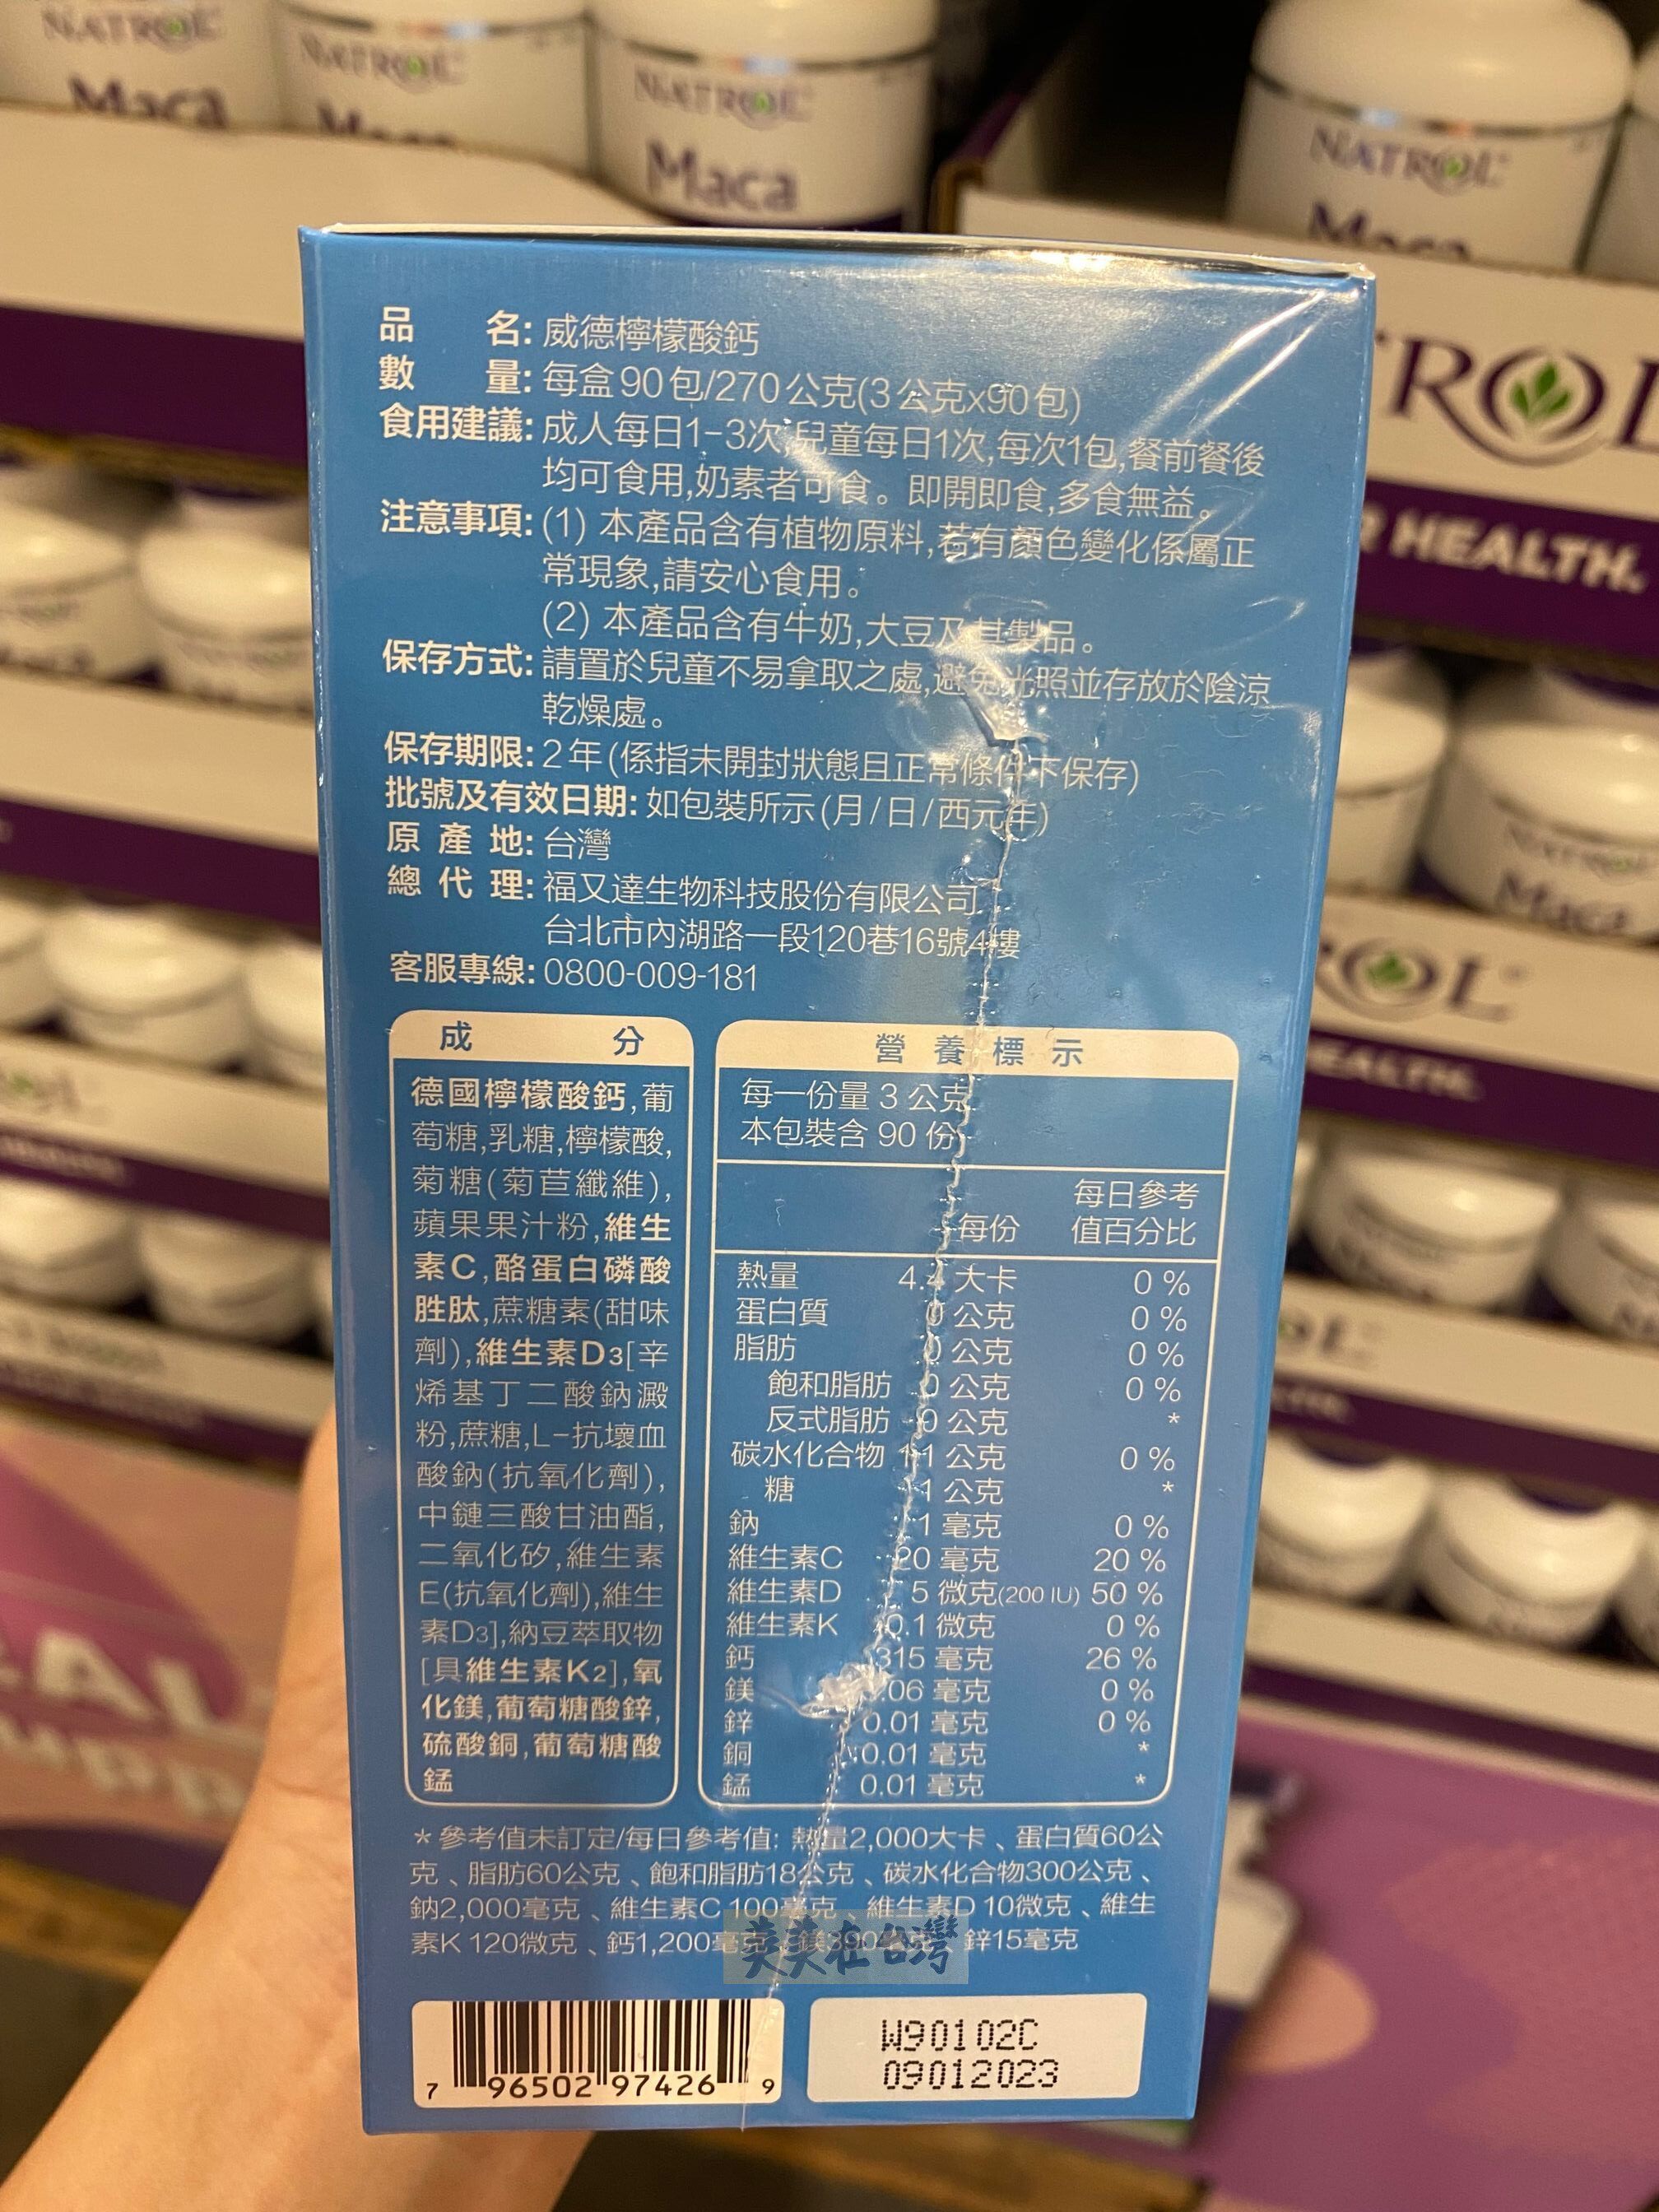 NATROL
NATROL
NATROL
NATROL
Maca
Maca
Maca
Maca
品名: 威德檸檬酸鈣
數量: 每盒90包/270公克(3公克x90包)
食用建議: 成人每日1-3次,兒童每日1次,每次1包,餐前餐後
均可食用,奶素者可食。即開即食,多食無益。
注意事項: (1) 本產品含有植物原料,若有顏色變化係屬正
常現象,請安心食用。
(2) 本產品含有牛奶,大豆及其製品。
保存方式: 請置於兒童不易拿取之處,避免光照並存放於陰涼
乾燥處。
保存期限: 2年(係指未開封狀態且正常條件下保存)
批號及有效日期: 如包裝所示(月/日/西元年)
原產地: 台灣
總代理: 福又達生物科技股份有限公司
台北市內湖路一段120巷16號4樓
客服專線: 0800-009-181
成分
德國檸檬酸鈣,葡
萄糖,乳糖,檸檬酸,
菊糖(菊苣纖維),
蘋果果汁粉,維生
素C,酪蛋白磷酸
胜肽,蔗糖素(甜味
劑),維生素D3[辛
烯基丁二酸鈉澱
粉,蔗糖,L-抗壞血
酸鈉(抗氧化劑),
中鏈三酸甘油酯,
二氧化矽,維生素
E(抗氧化劑),維生
素D3],納豆萃取物
[具維生素K2],氧
化鎂,葡萄糖酸鋅,
硫酸銅,葡萄糖酸
錳
營養標示
每一份量 3 公克
本包裝含 90 份
每份 每日參考值百分比
熱量 4.4 大卡 0 %
蛋白質 0 公克 0 %
脂肪 0 公克 0 %
飽和脂肪 0 公克 0 %
反式脂肪 0 公克 *
碳水化合物 公克 0 %
糖 1 公克 *
鈉 1 毫克 0 %
維生素C 20 毫克 20 %
維生素D 5 微克(200 IU) 50 %
維生素K 0.1 微克 0 %
鈣 315 毫克 26 %
鎂 .06 毫克 0 %
鋅 0.01 毫克 0 %
銅 0.01 毫克 *
錳 0.01 毫克 *
* 參考值未訂定/每日參考值: 熱量2,000大卡、蛋白質60公
克、脂肪60公克、飽和脂肪18公克、碳水化合物300公克、
鈉2,000毫克、維生素C 100毫克、維生素D 10微克、維生
素K 120微克、鈣1,200毫克、鎂390毫克、鋅15毫克
英美在台灣
7 96502 97426 9
W90102C
09012023
ROL
R HEALTH.
ROL
EALTH.